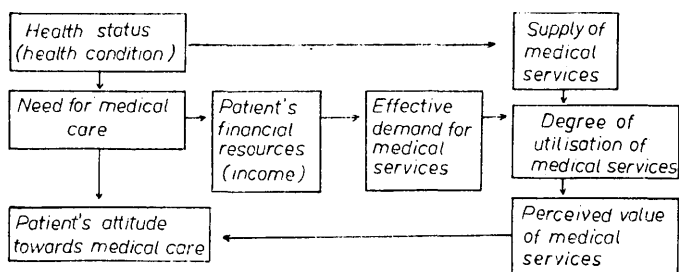 Health status
(health condition)
Supply of
medical
services
Need for medical
care
Patient's
financial
resources
(income)
Effective
demand for
medical
services
Degree of
utilisation of
medical services
Patient's attitude
towards medical care
Perceived value
of medical
services